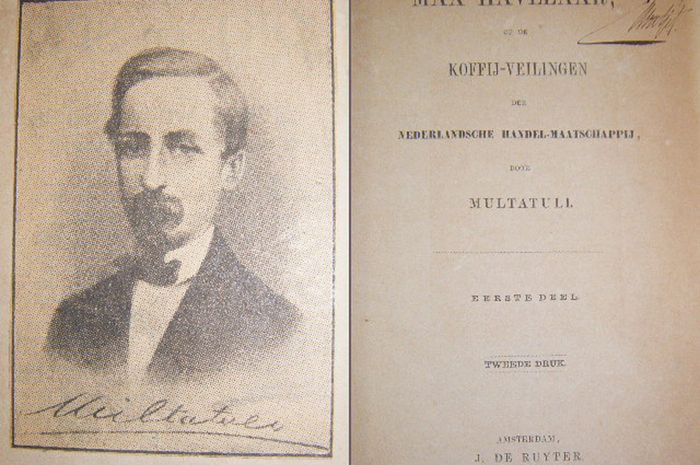 Multatuli
MAX HAVELAAR,
OF DE
KOFFIJ-VEILINGEN
DER
NEDERLANDSCHE HANDEL-MAATSCHAPPIJ,
DOOR
MULTATULI.
EERSTE DEEL.
TWEEDE DRUK.
AMSTERDAM,
J. DE RUYTER.